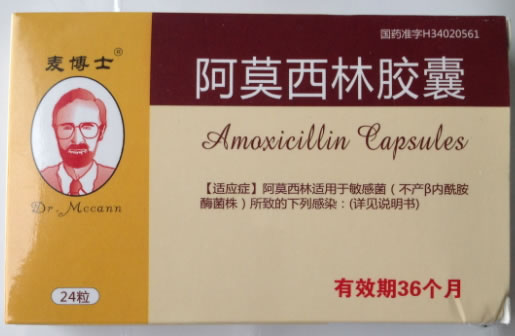 国药准字H34020561
麦博士®
阿莫西林胶囊
Amoxicillin Capsules
Dr. Mccann
【适应症】阿莫西林适用于敏感菌(不产β内酰胺
酶菌株)所致的下列感染:(详见说明书)
24粒
有效期36个月